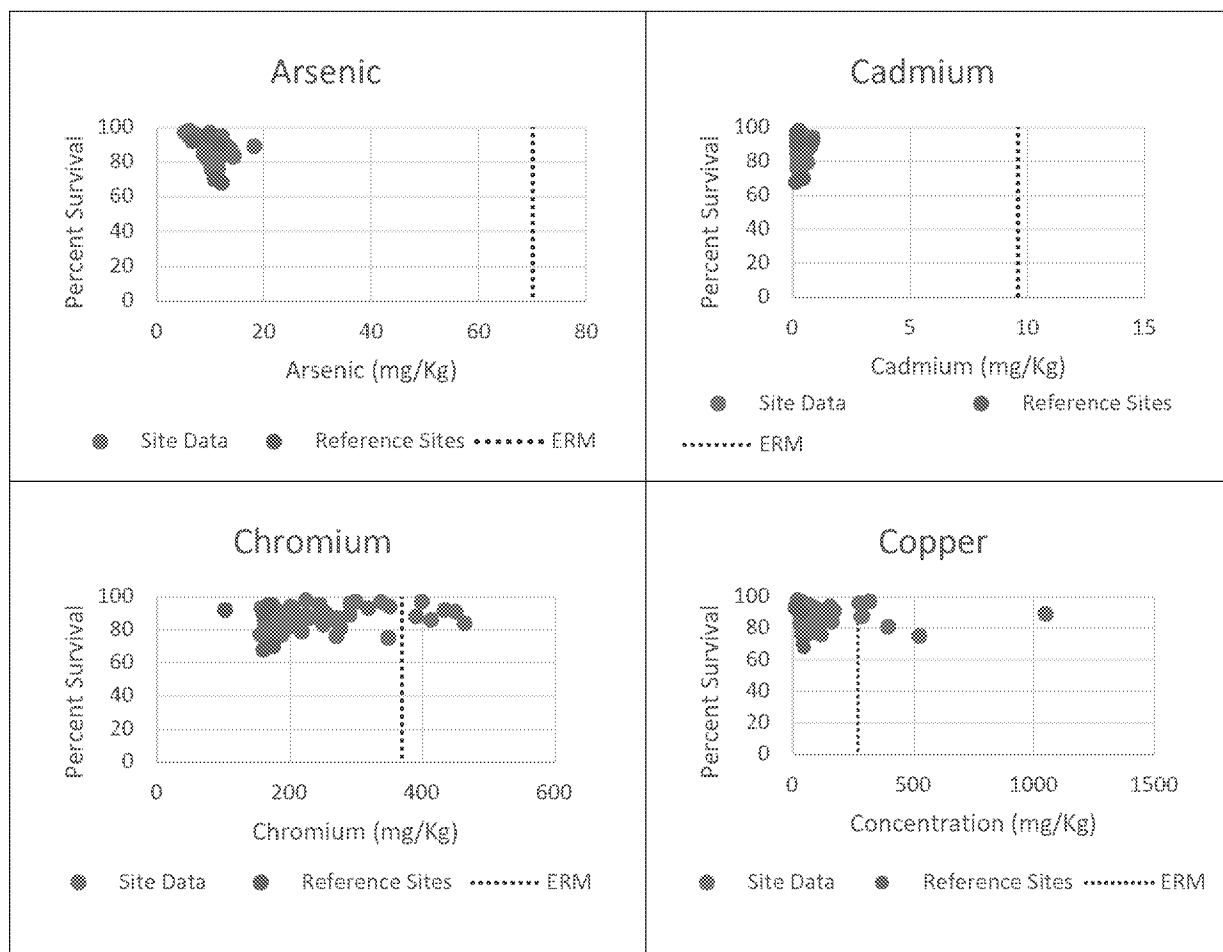 Arsenic
Percent Survival
100
80
60
40
20
0
0 20 40 60 80
Arsenic (mg/Kg)
Site Data Reference Sites ERM
Cadmium
Percent Survival
100
80
60
40
20
0
0 5 10 15
Cadmium (mg/Kg)
Site Data Reference Sites
ERM
Chromium
Percent Survival
100
80
60
40
20
0
0 200 400 600
Chromium (mg/Kg)
Site Data Reference Sites ERM
Copper
Percent Survival
100
80
60
40
20
0
0 500 1000 1500
Concentration (mg/Kg)
Site Data Reference Sites ERM